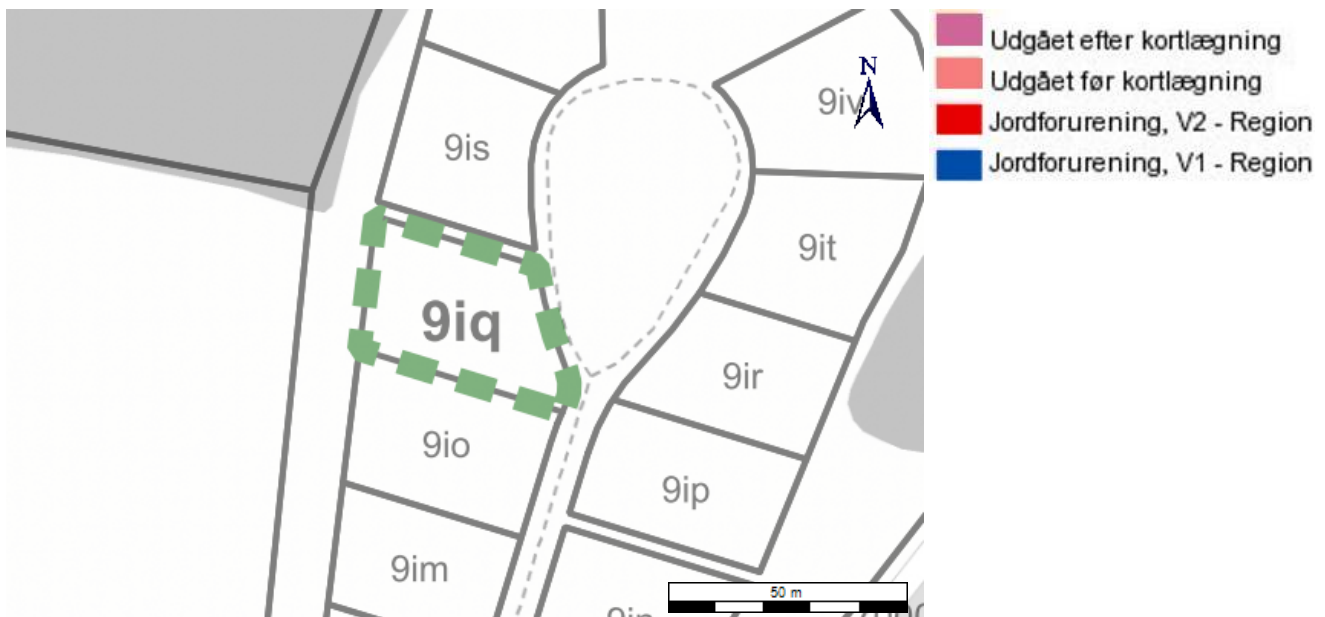 N
9iv
9is
9it
9iq
9ir
9io
9ip
9im
50 m
Udgået efter kortlægning
Udgået før kortlægning
Jordforurening, V2 - Region
Jordforurening, V1 - Region